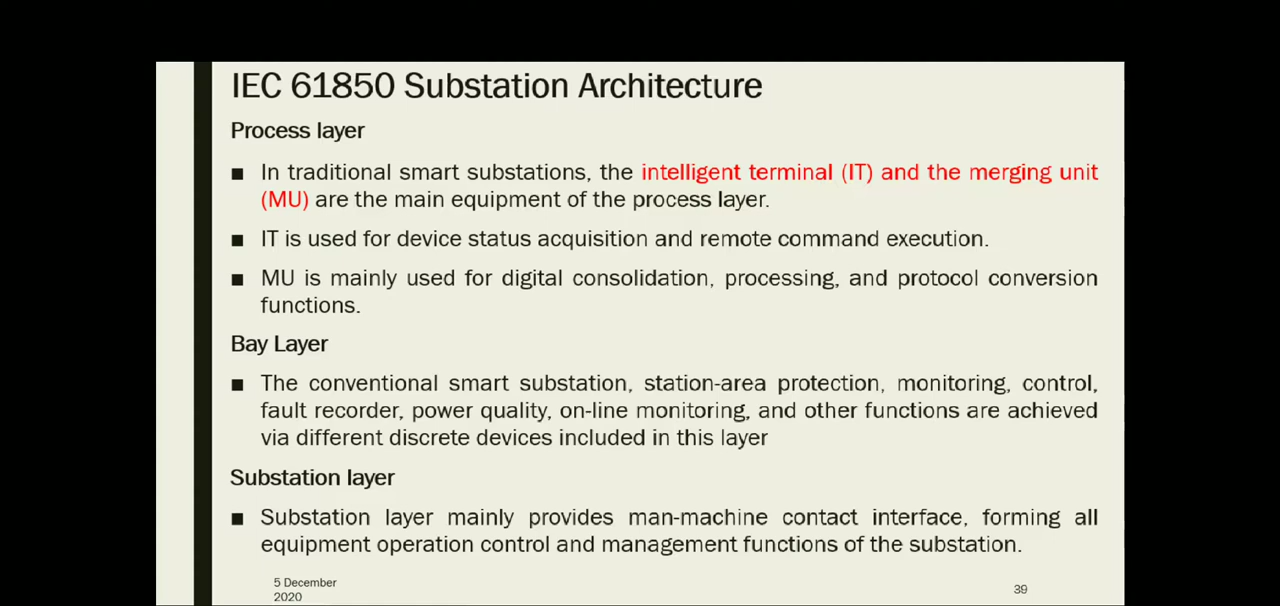 IEC 61850 Substation Architecture
Process layer
■ In traditional smart substations, the intelligent terminal (IT) and the merging unit
(MU) are the main equipment of the process layer.
■ IT is used for device status acquisition and remote command execution.
■ MU is mainly used for digital consolidation, processing, and protocol conversion
functions.
Bay Layer
■ The conventional smart substation, station-area protection, monitoring, control,
fault recorder, power quality, on-line monitoring, and other functions are achieved
via different discrete devices included in this layer
Substation layer
■ Substation layer mainly provides man-machine contact interface, forming all
equipment operation control and management functions of the substation.
5 December
2020
39